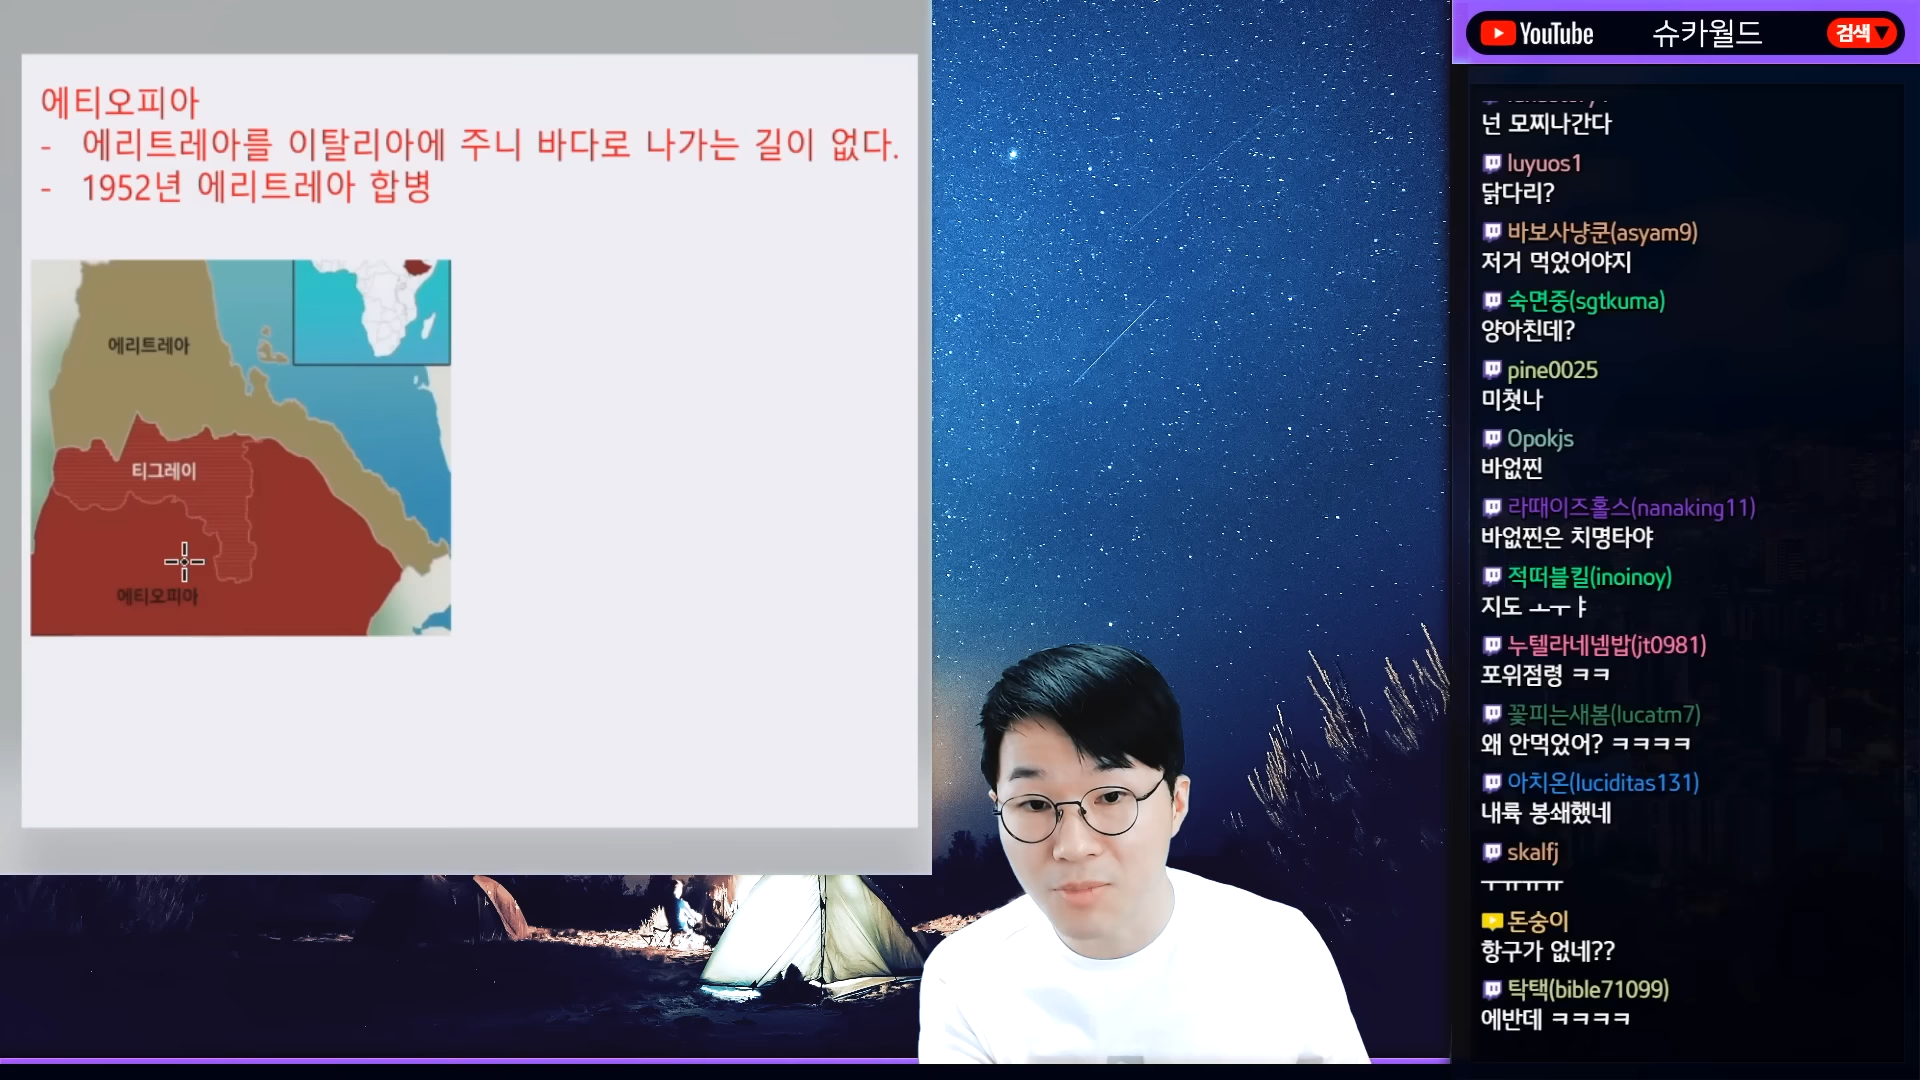 에티오피아
- 에리트레아를 이탈리아에 주니 바다로 나가는 길이 없다.
- 1952년 에리트레아 합병
에리트레아
티그레이
에티오피아
YouTube 슈카월드 검색▼
넌 모찌나간다
luyuos1
닭다리?
바보사냥쿤(asyam9)
저거 먹었어야지
숙면중(sgtkuma)
양아친데?
pine0025
미쳣나
0pokjs
바없찐
라때이즈홀스(nanaking11)
바없찐은 치명타야
적떠블킬(inoinoy)
지도 ㅗㅜㅑ
누텔라네넴밥(jt0981)
포위점령 ㅋㅋ
꽃피는새봄(lucatm7)
왜 안먹었어? ㅋㅋㅋㅋ
아치온(luciditas131)
내륙 봉쇄했네
skalfj
ㅜㅠㅠㅠ
돈숭이
항구가 없네??
탁택(bible71099)
에반데 ㅋㅋㅋㅋ